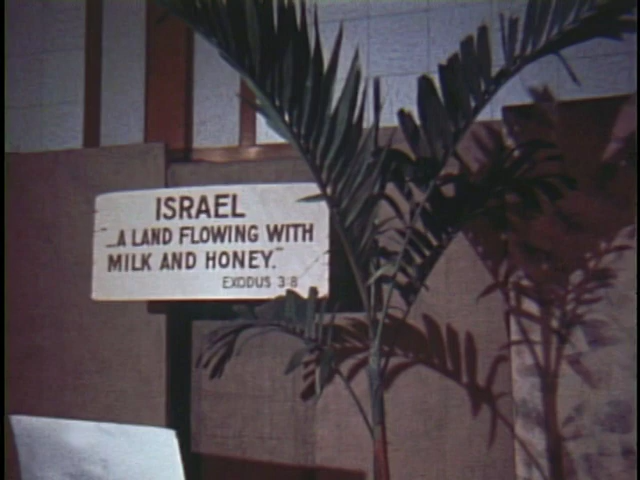 ISRAEL
...A LAND FLOWING WITH
MILK AND HONEY."
EXODUS 3-8